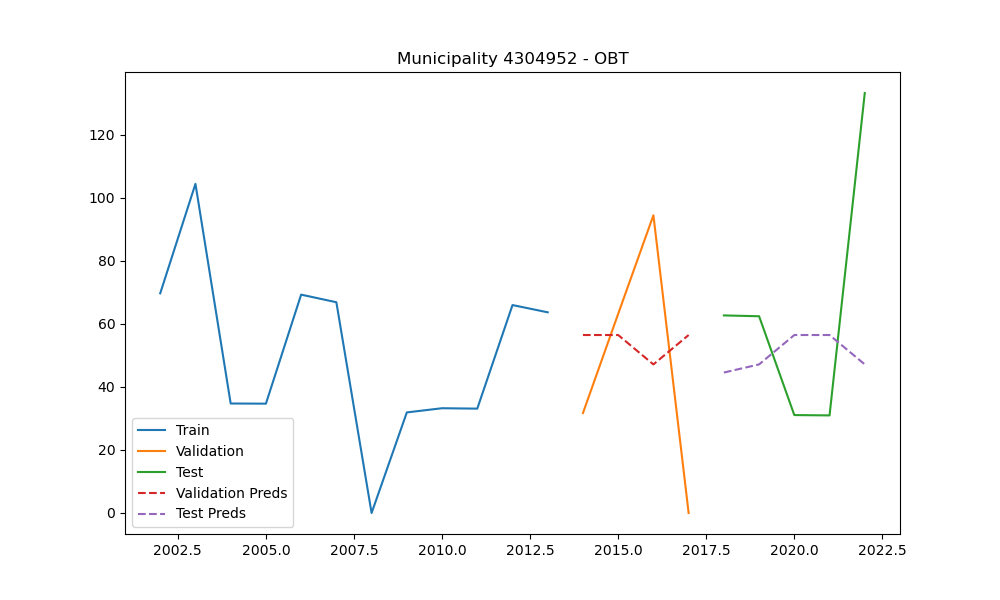 Municipality 4304952 - OBT
120
100
80
60
40
20
0
Train
Validation
Test
Validation Preds
Test Preds
2002.5 2005.0 2007.5 2010.0 2012.5 2015.0 2017.5 2020.0 2022.5